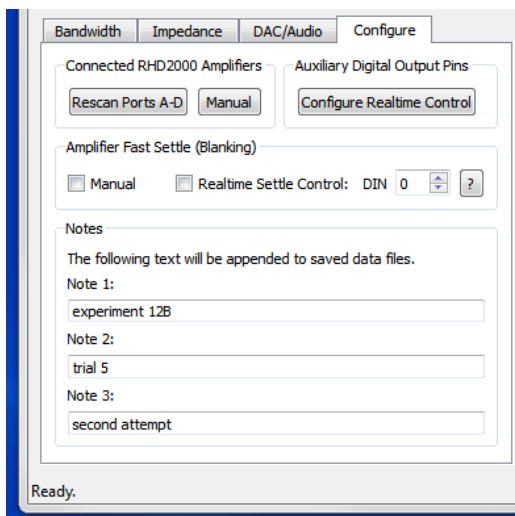 Bandwidth Impedance DAC/Audio Configure
Connected RHD2000 Amplifiers Auxiliary Digital Output Pins
Rescan Ports A-D Manual Configure Realtime Control
Amplifier Fast Settle (Blanking)
Manual Realtime Settle Control: DIN 0 ?
Notes
The following text will be appended to saved data files.
Note 1:
experiment 12B
Note 2:
trial 5
Note 3:
second attempt
Ready.